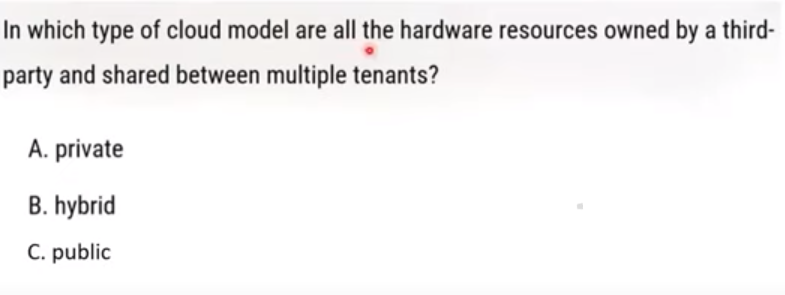 In which type of cloud model are all the hardware resources owned by a third-
party and shared between multiple tenants?
A. private
B. hybrid
C. public